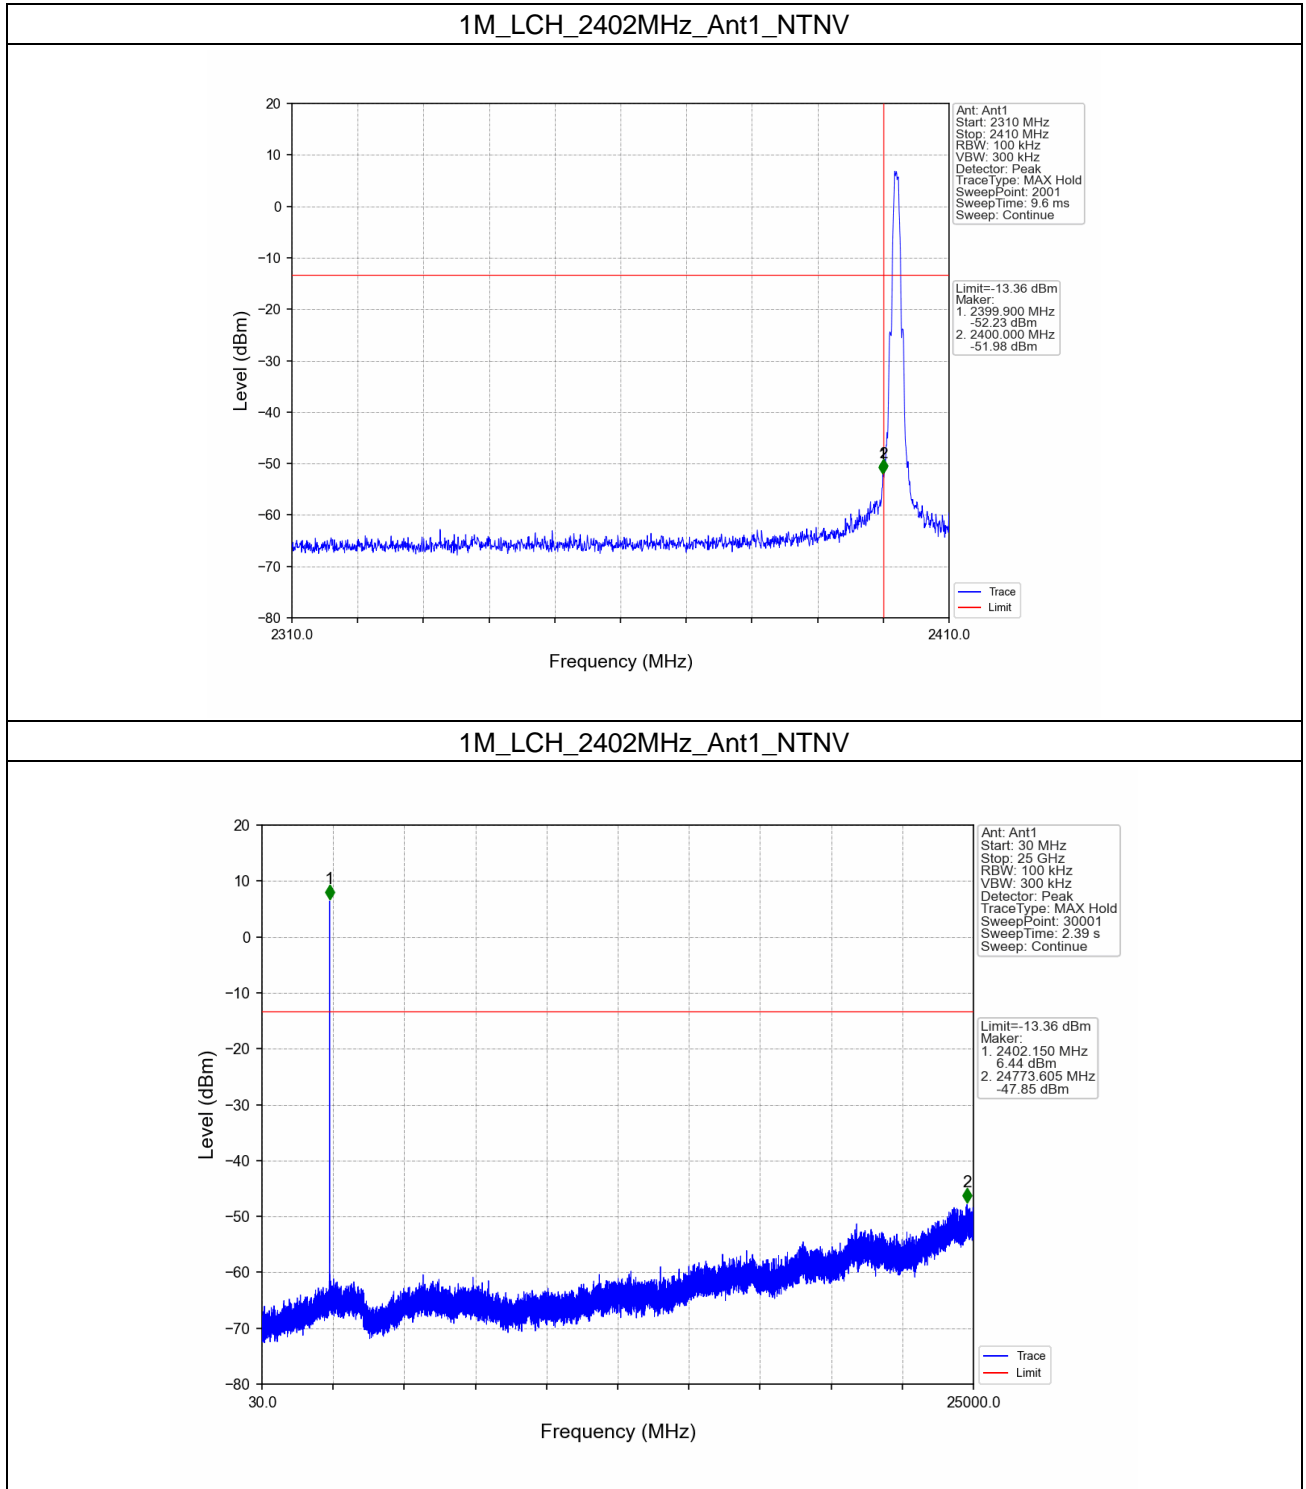 1M_LCH_2402MHz_Ant1_NTNV
20
10
0
−10
−20
−30
−40
−50
−60
−70
−80
Level (dBm)
2310.0
2410.0
Frequency (MHz)
2
Ant: Ant1
Start: 2310 MHz
Stop: 2410 MHz
RBW: 100 kHz
VBW: 300 kHz
Detector: Peak
TraceType: MAX Hold
SweepPoint: 2001
SweepTime: 9.6 ms
Sweep: Continue
Limit=-13.36 dBm
Maker:
1. 2399.900 MHz
-52.23 dBm
2. 2400.000 MHz
-51.98 dBm
Trace
Limit
1M_LCH_2402MHz_Ant1_NTNV
20
10
0
−10
−20
−30
−40
−50
−60
−70
−80
Level (dBm)
30.0
25000.0
Frequency (MHz)
1
2
Ant: Ant1
Start: 30 MHz
Stop: 25 GHz
RBW: 100 kHz
VBW: 300 kHz
Detector: Peak
TraceType: MAX Hold
SweepPoint: 30001
SweepTime: 2.39 s
Sweep: Continue
Limit=-13.36 dBm
Maker:
1. 2402.150 MHz
6.44 dBm
2. 24773.605 MHz
-47.85 dBm
Trace
Limit